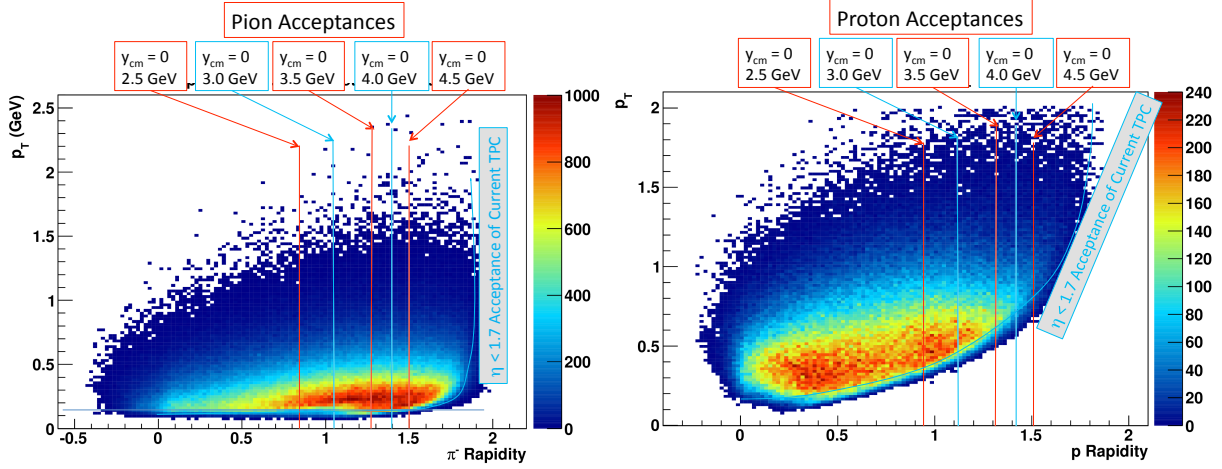 Pion Acceptances
y_cm = 0
2.5 GeV
y_cm = 0
3.0 GeV
y_cm = 0
3.5 GeV
y_cm = 0
4.0 GeV
y_cm = 0
4.5 GeV
p_T (GeV)
2.5
2
1.5
1
0.5
0
-0.5
0
0.5
1
1.5
2
π⁻ Rapidity
η < 1.7 Acceptance of Current TPC
1000
800
600
400
200
0
Proton Acceptances
y_cm = 0
2.5 GeV
y_cm = 0
3.0 GeV
y_cm = 0
3.5 GeV
y_cm = 0
4.0 GeV
y_cm = 0
4.5 GeV
p_T
2
1.5
1
0.5
0
0
0.5
1
1.5
2
p Rapidity
η < 1.7 Acceptance of Current TPC
240
220
200
180
160
140
120
100
80
60
40
20
0